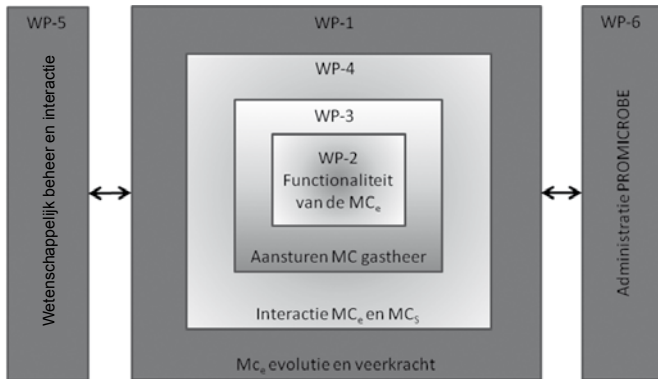 WP-5
Wetenschappelijk beheer en interactie
WP-1
WP-4
WP-3
WP-2
Functionaliteit
van de MCₑ
Aansturen MC gastheer
Interactie MCₑ en MCₛ
Mcₑ evolutie en veerkracht
WP-6
Administratie PROMICROBE